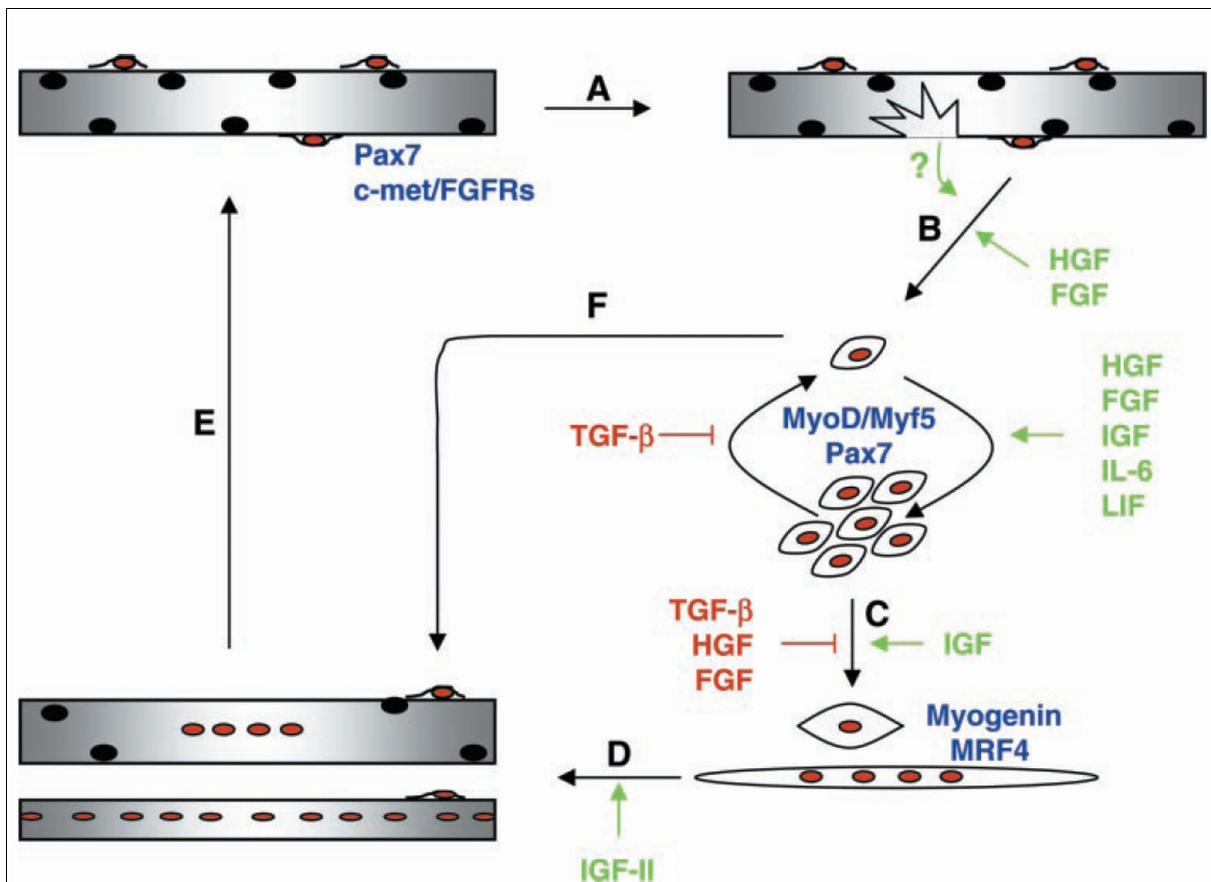 A
Pax7
c-met/FGFRs
?
B
HGF
FGF
F
E
TGF-β
MyoD/Myf5
Pax7
HGF
FGF
IGF
IL-6
LIF
TGF-β
HGF
FGF
C
IGF
Myogenin
MRF4
D
IGF-II